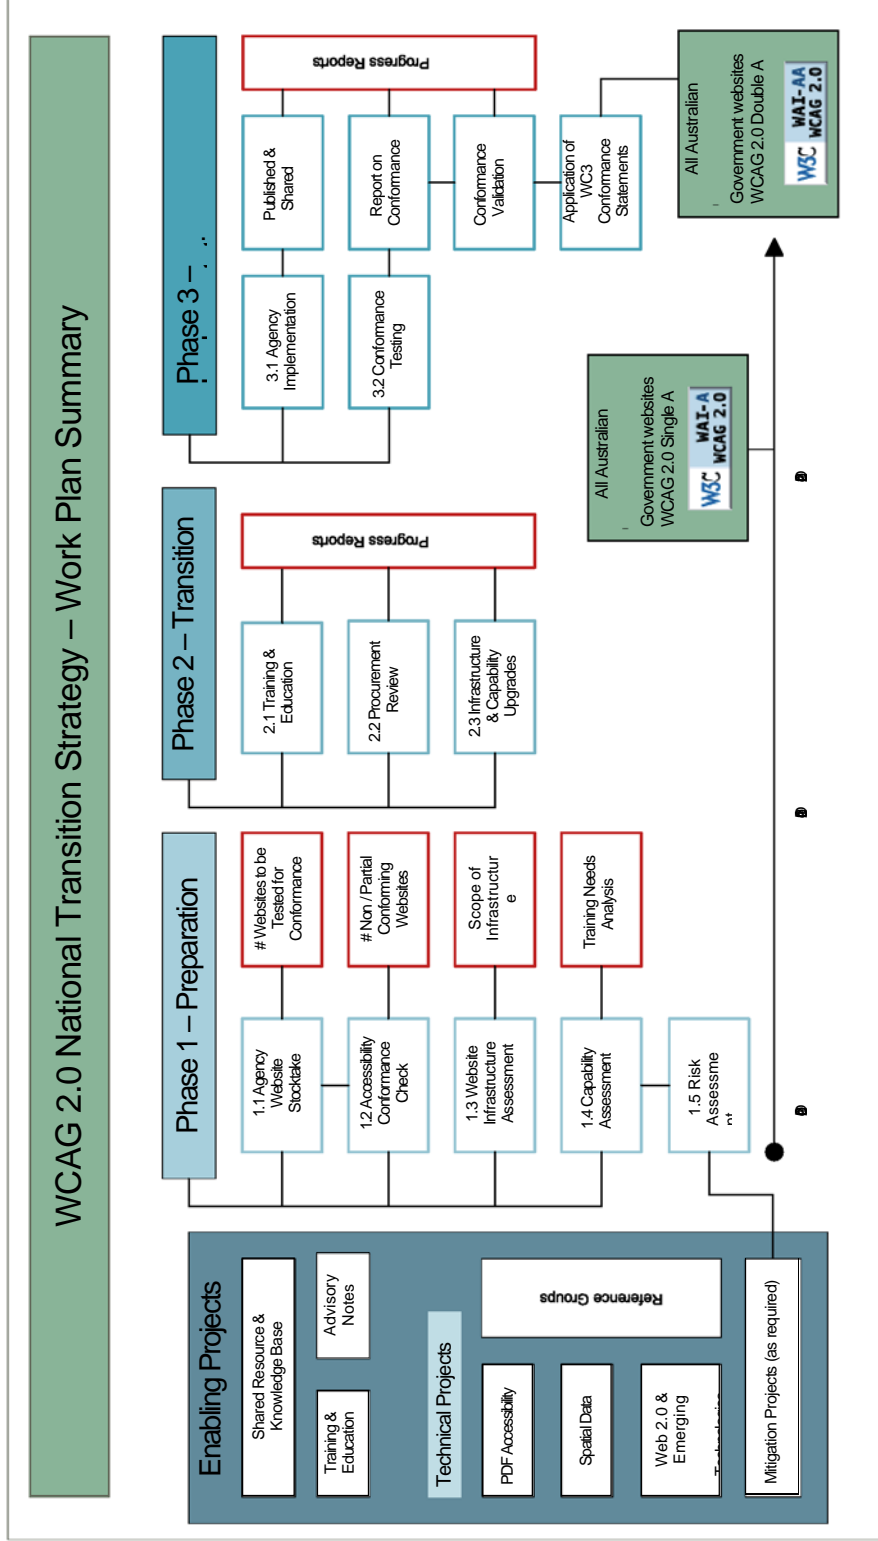 WCAG 2.0 National Transition Strategy – Work Plan Summary
Enabling Projects
Shared Resource &
Knowledge Base
Training &
Education
Advisory
Notes
Technical Projects
PDF Accessibility
Spatial Data
Web 2.0 &
Emerging
Reference Groups
Mitigation Projects (as required)
Phase 1 – Preparation
1.1 Agency
Website
Stocktake
# Websites to be
Tested for
Conformance
1.2 Accessibility
Conformance
Check
# Non / Partial
Conforming
Websites
1.3 Website
Infrastructure
Assessment
Scope of
Infrastructur
e
1.4 Capability
Assessment
Training Needs
Analysis
1.5 Risk
Assessme
nt
Phase 2 – Transition
2.1 Training &
Education
2.2 Procurement
Review
2.3 Infrastructure
& Capability
Upgrades
Progress Reports
Phase 3 –
3.1 Agency
Implementation
Published &
Shared
3.2 Conformance
Testing
Report on
Conformance
Conformance
Validation
Application of
WC3
Conformance
Statements
Progress Reports
All Australian
Government websites
WCAG 2.0 Single A
W3C WAI-A
WCAG 2.0
All Australian
Government websites
WCAG 2.0 Double A
W3C WAI-AA
WCAG 2.0